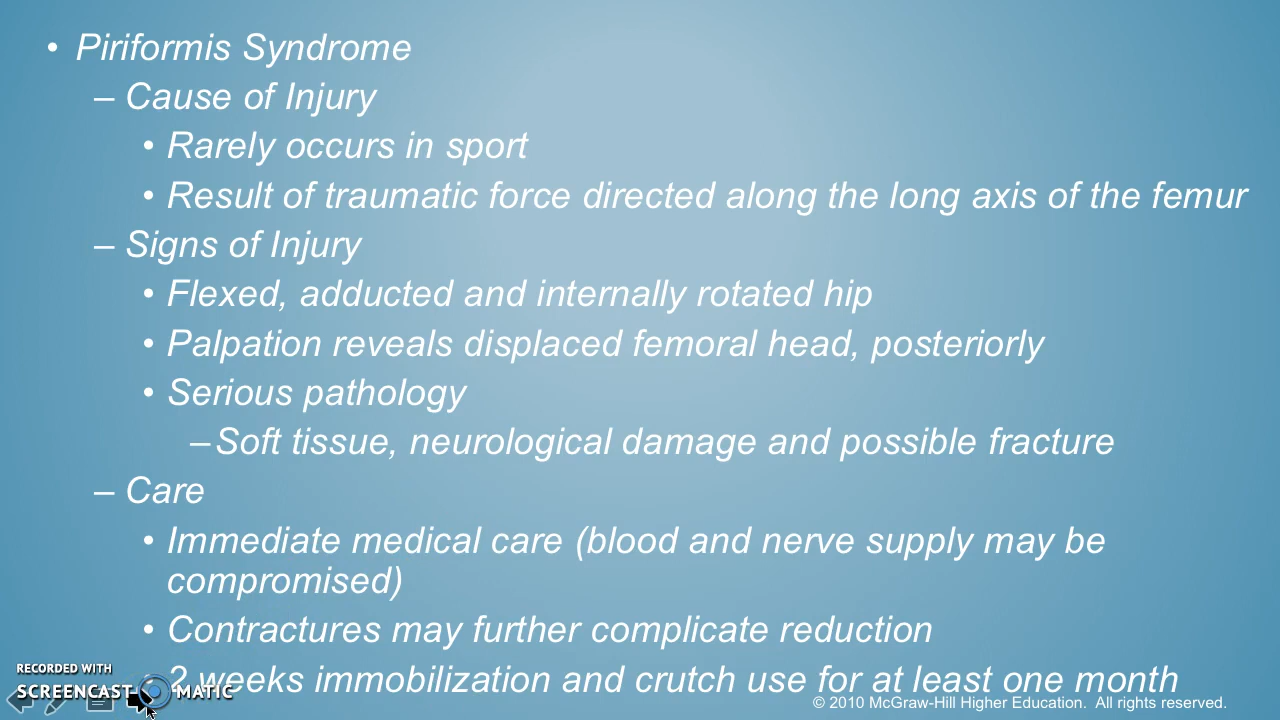 • Piriformis Syndrome
– Cause of Injury
• Rarely occurs in sport
• Result of traumatic force directed along the long axis of the femur
– Signs of Injury
• Flexed, adducted and internally rotated hip
• Palpation reveals displaced femoral head, posteriorly
• Serious pathology
– Soft tissue, neurological damage and possible fracture
– Care
• Immediate medical care (blood and nerve supply may be
compromised)
• Contractures may further complicate reduction
• 2 weeks immobilization and crutch use for at least one month
RECORDED WITH
SCREENCAST MATIC
© 2010 McGraw-Hill Higher Education. All rights reserved.